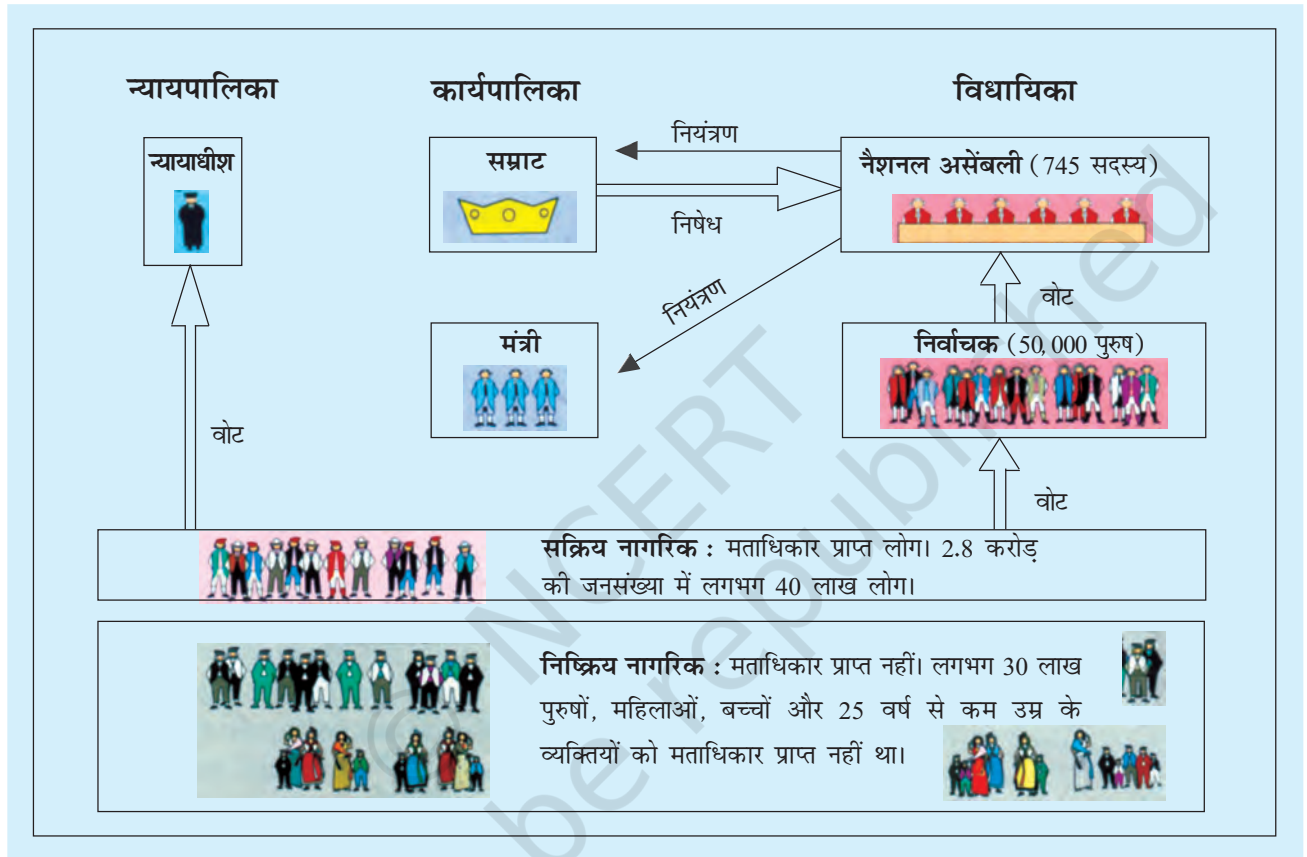 न्यायपालिका
कार्यपालिका
विधायिका
न्यायाधीश
सम्राट
नियंत्रण
निषेध
नैशनल असेंबली (745 सदस्य)
नियंत्रण
वोट
मंत्री
निर्वाचक (50,000 पुरुष)
वोट
वोट
सक्रिय नागरिक : मताधिकार प्राप्त लोग। 2.8 करोड़
की जनसंख्या में लगभग 40 लाख लोग।
निष्क्रिय नागरिक : मताधिकार प्राप्त नहीं। लगभग 30 लाख
पुरुषों, महिलाओं, बच्चों और 25 वर्ष से कम उम्र के
व्यक्तियों को मताधिकार प्राप्त नहीं था।
© NCERT
be republished